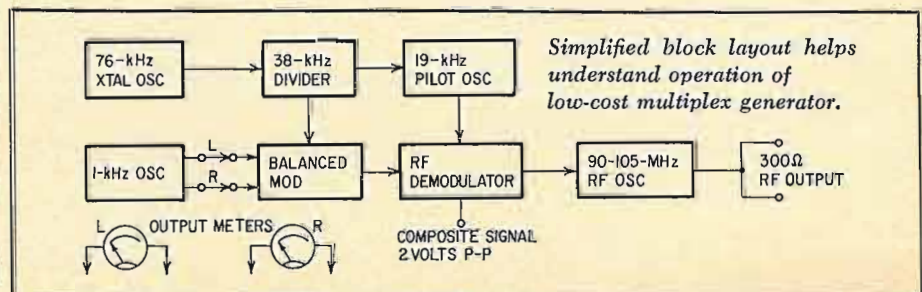 76-kHz
XTAL OSC
38-kHz
DIVIDER
19-kHz
PILOT OSC
Simplified block layout helps
understand operation of
low-cost multiplex generator.
1-kHz OSC
L
R
BALANCED
MOD
RF
DEMODULATOR
90-105-MHz
RF OSC
300Ω
RF OUTPUT
L
OUTPUT METERS
R
COMPOSITE SIGNAL
2 VOLTS P-P